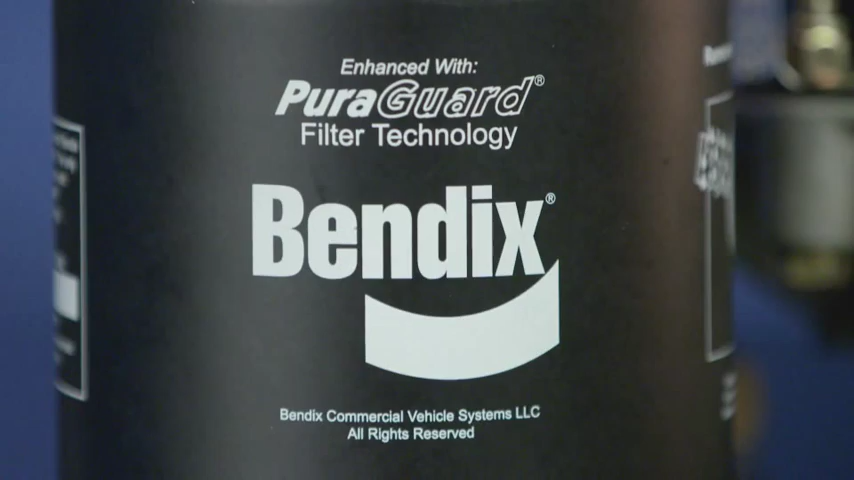 Enhanced With:
PuraGuard®
Filter Technology
Bendix®
Bendix Commercial Vehicle Systems LLC
All Rights Reserved